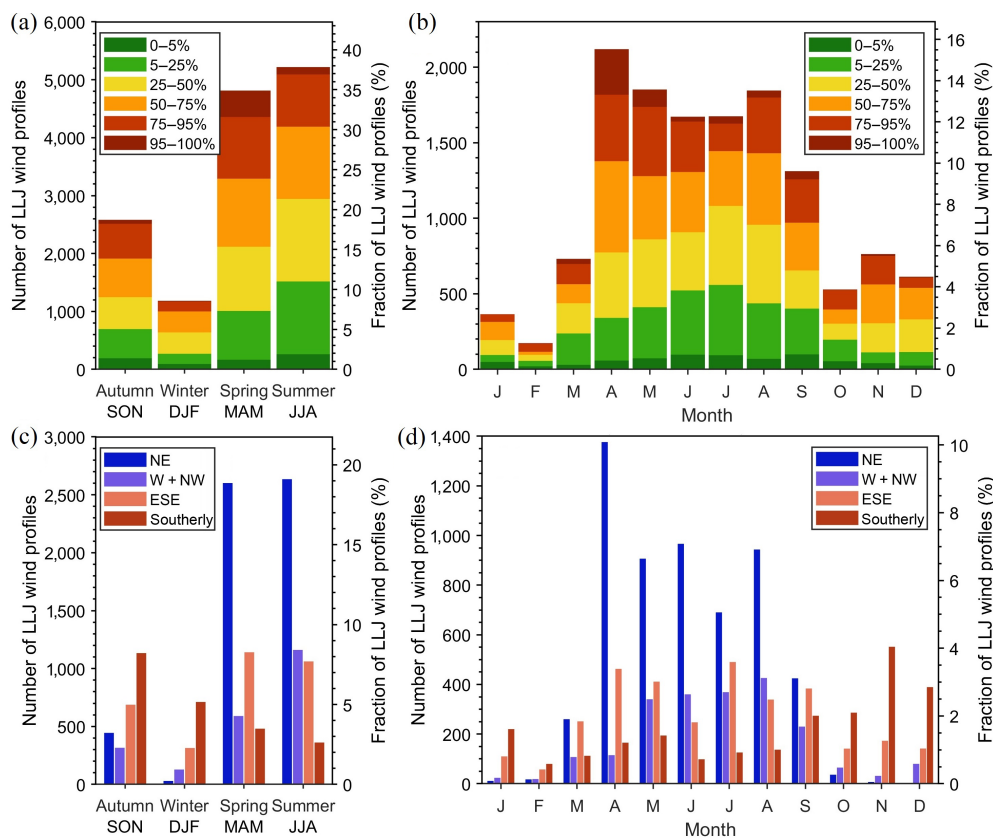 (a)
6,000
5,000
4,000
3,000
2,000
1,000
0
Number of LLJ wind profiles
0–5%
5–25%
25–50%
50–75%
75–95%
95–100%
40
35
30
25
20
15
10
5
0
Fraction of LLJ wind profiles (%)
Autumn Winter Spring Summer
SON DJF MAM JJA
(b)
2,000
1,500
1,000
500
0
Number of LLJ wind profiles
0–5%
5–25%
25–50%
50–75%
75–95%
95–100%
16
14
12
10
8
6
4
2
0
Fraction of LLJ wind profiles (%)
J F M A M J J A S O N D
Month
(c)
3,000
2,500
2,000
1,500
1,000
500
0
Number of LLJ wind profiles
NE
W + NW
ESE
Southerly
20
15
10
5
0
Fraction of LLJ wind profiles (%)
Autumn Winter Spring Summer
SON DJF MAM JJA
(d)
1,400
1,200
1,000
800
600
400
200
0
Number of LLJ wind profiles
NE
W + NW
ESE
Southerly
10
8
6
4
2
0
Fraction of LLJ wind profiles (%)
J F M A M J J A S O N D
Month